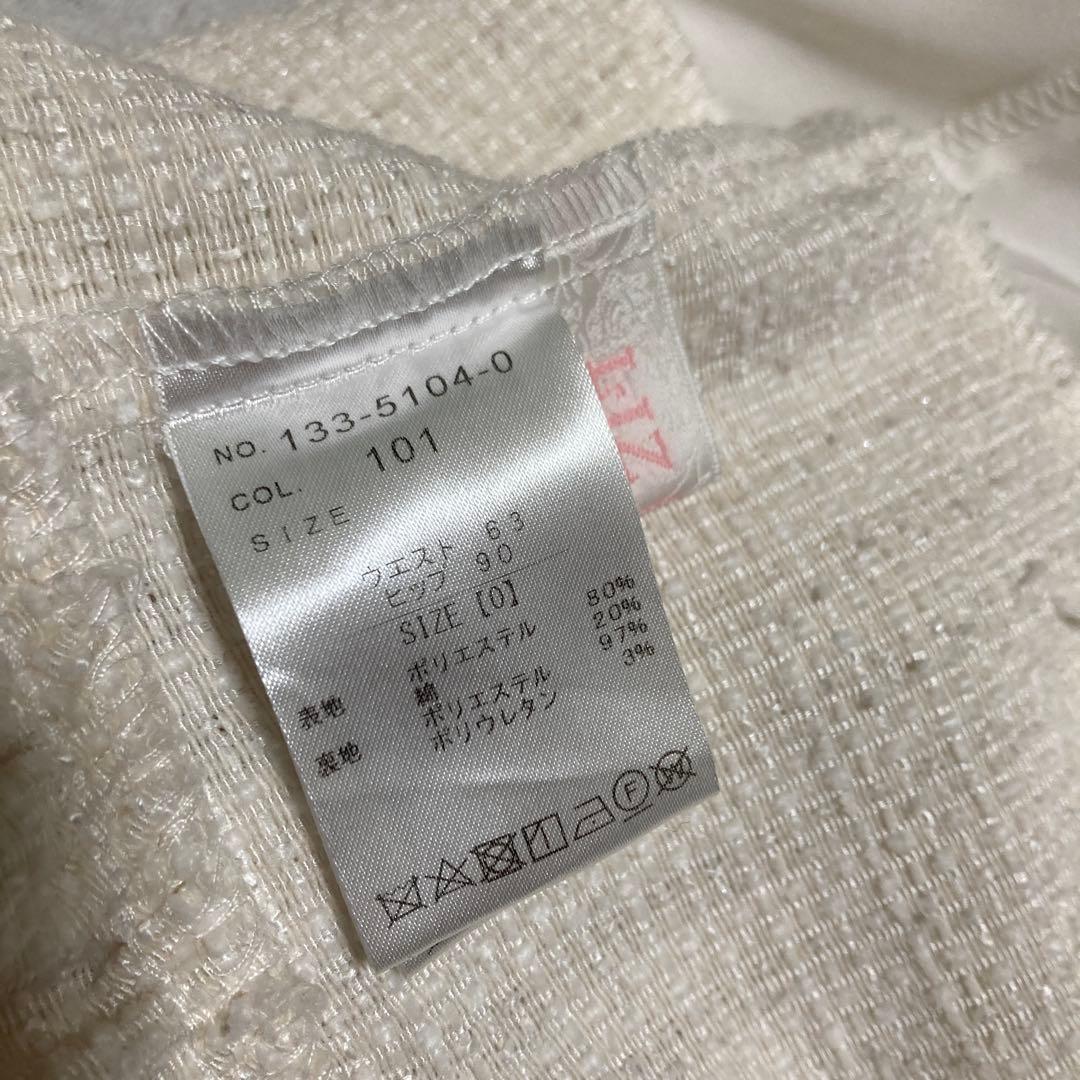 NO. 133-5104-0
COL. 101
SIZE
ウエスト 63
ヒップ 90
SIZE【0】
表地 ポリエステル 80%
綿 20%
裏地 ポリエステル 97%
ポリウレタン 3%
F W